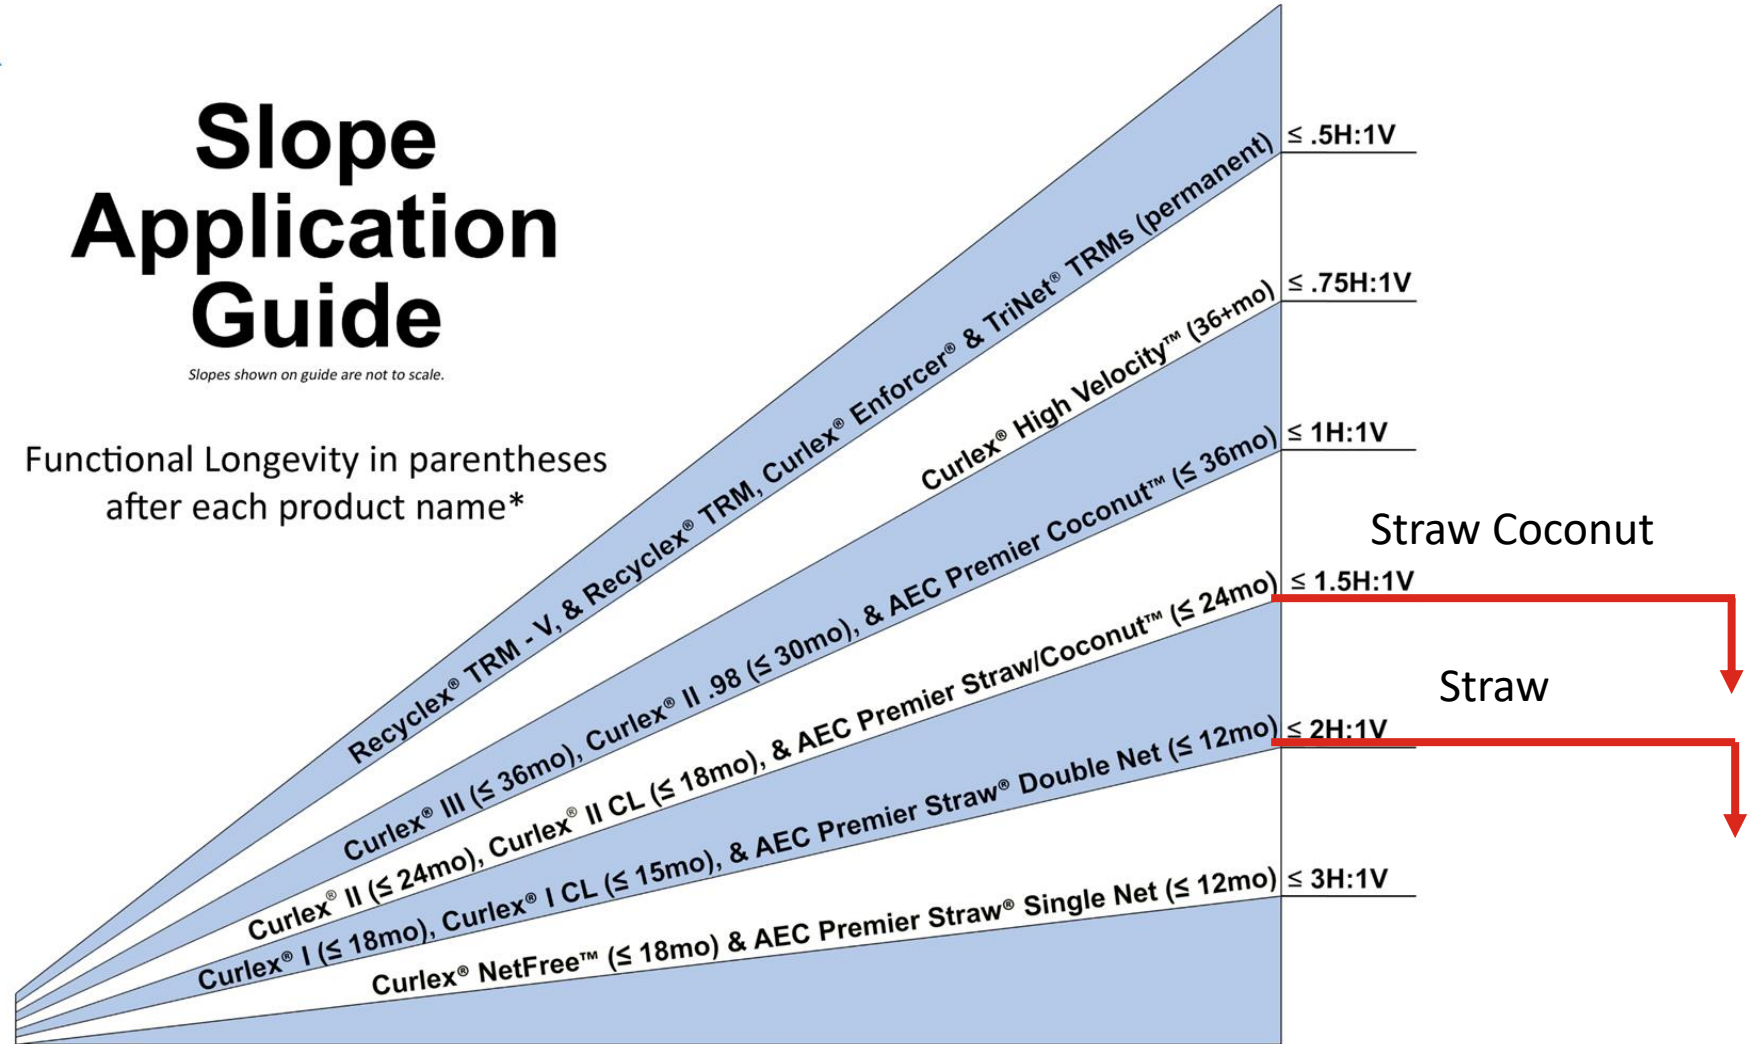 Slope
Application
Guide
Slopes shown on guide are not to scale.
Functional Longevity in parentheses
after each product name*
Recyclex® TRM - V, & Recyclex® TRM, Curlex® Enforcer® & TriNet® TRMs (permanent)
≤ .5H:1V
Curlex® High Velocity™ (36+mo)
≤ .75H:1V
Curlex® III (≤ 36mo), Curlex® II .98 (≤ 30mo), & AEC Premier Coconut™ (≤ 36mo)
≤ 1H:1V
Straw Coconut
Curlex® II (≤ 24mo), Curlex® II CL (≤ 18mo), & AEC Premier Straw/Coconut™ (≤ 24mo)
≤ 1.5H:1V
Straw
Curlex® I (≤ 18mo), Curlex® I CL (≤ 15mo), & AEC Premier Straw® Double Net (≤ 12mo)
≤ 2H:1V
Curlex® NetFree™ (≤ 18mo) & AEC Premier Straw® Single Net (≤ 12mo)
≤ 3H:1V